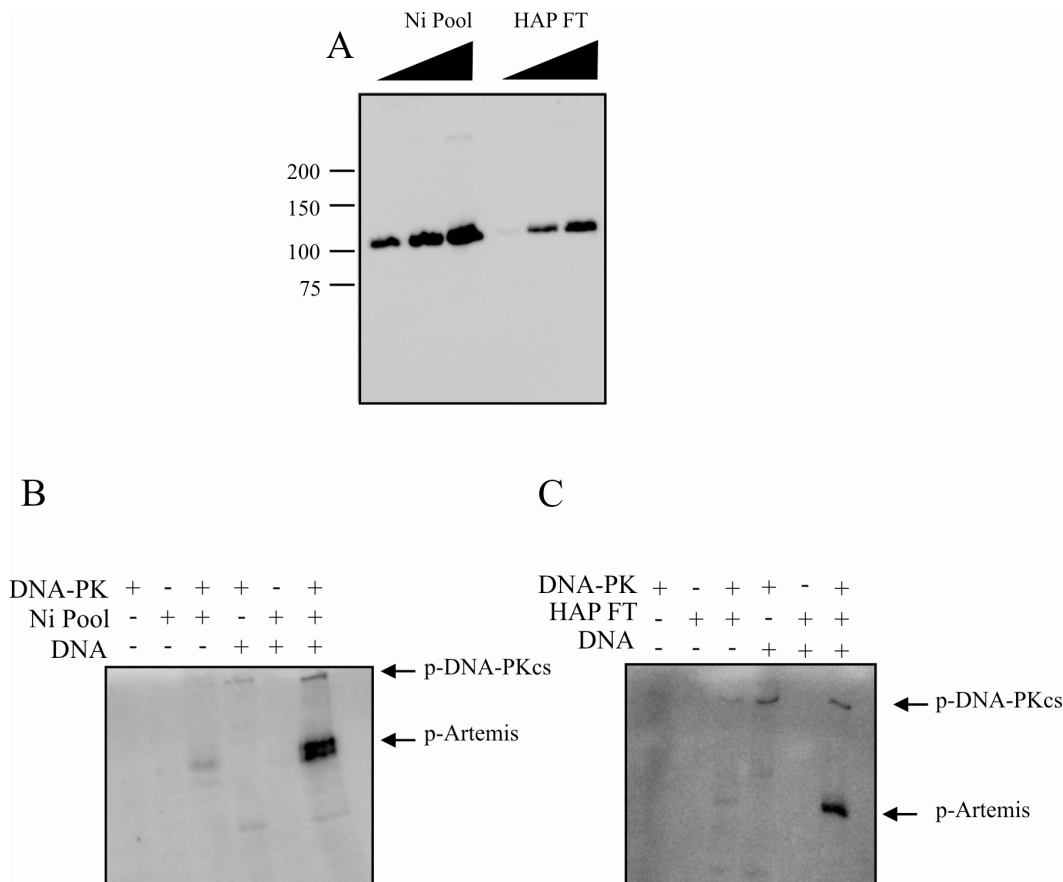 A
Ni Pool HAP FT
200
150
100
75
B
DNA-PK + - + + - +
Ni Pool - + + - + +
DNA - - - + + +
p-DNA-PKcs
p-Artemis
C
DNA-PK + - + + - +
HAP FT - + + - + +
DNA - - - + + +
p-DNA-PKcs
p-Artemis